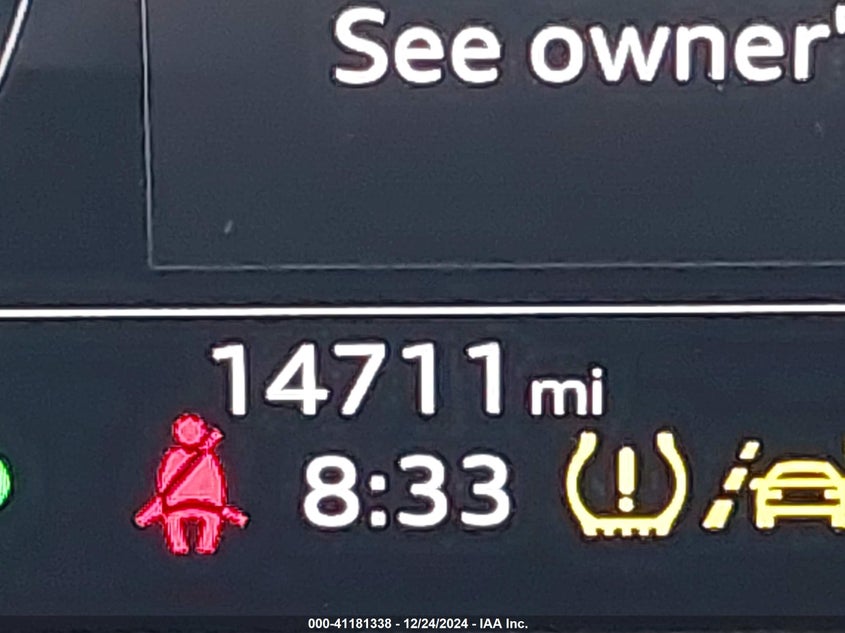 See owner'
14711 mi
8:33
000-41181338 - 12/24/2024 - IAA Inc.